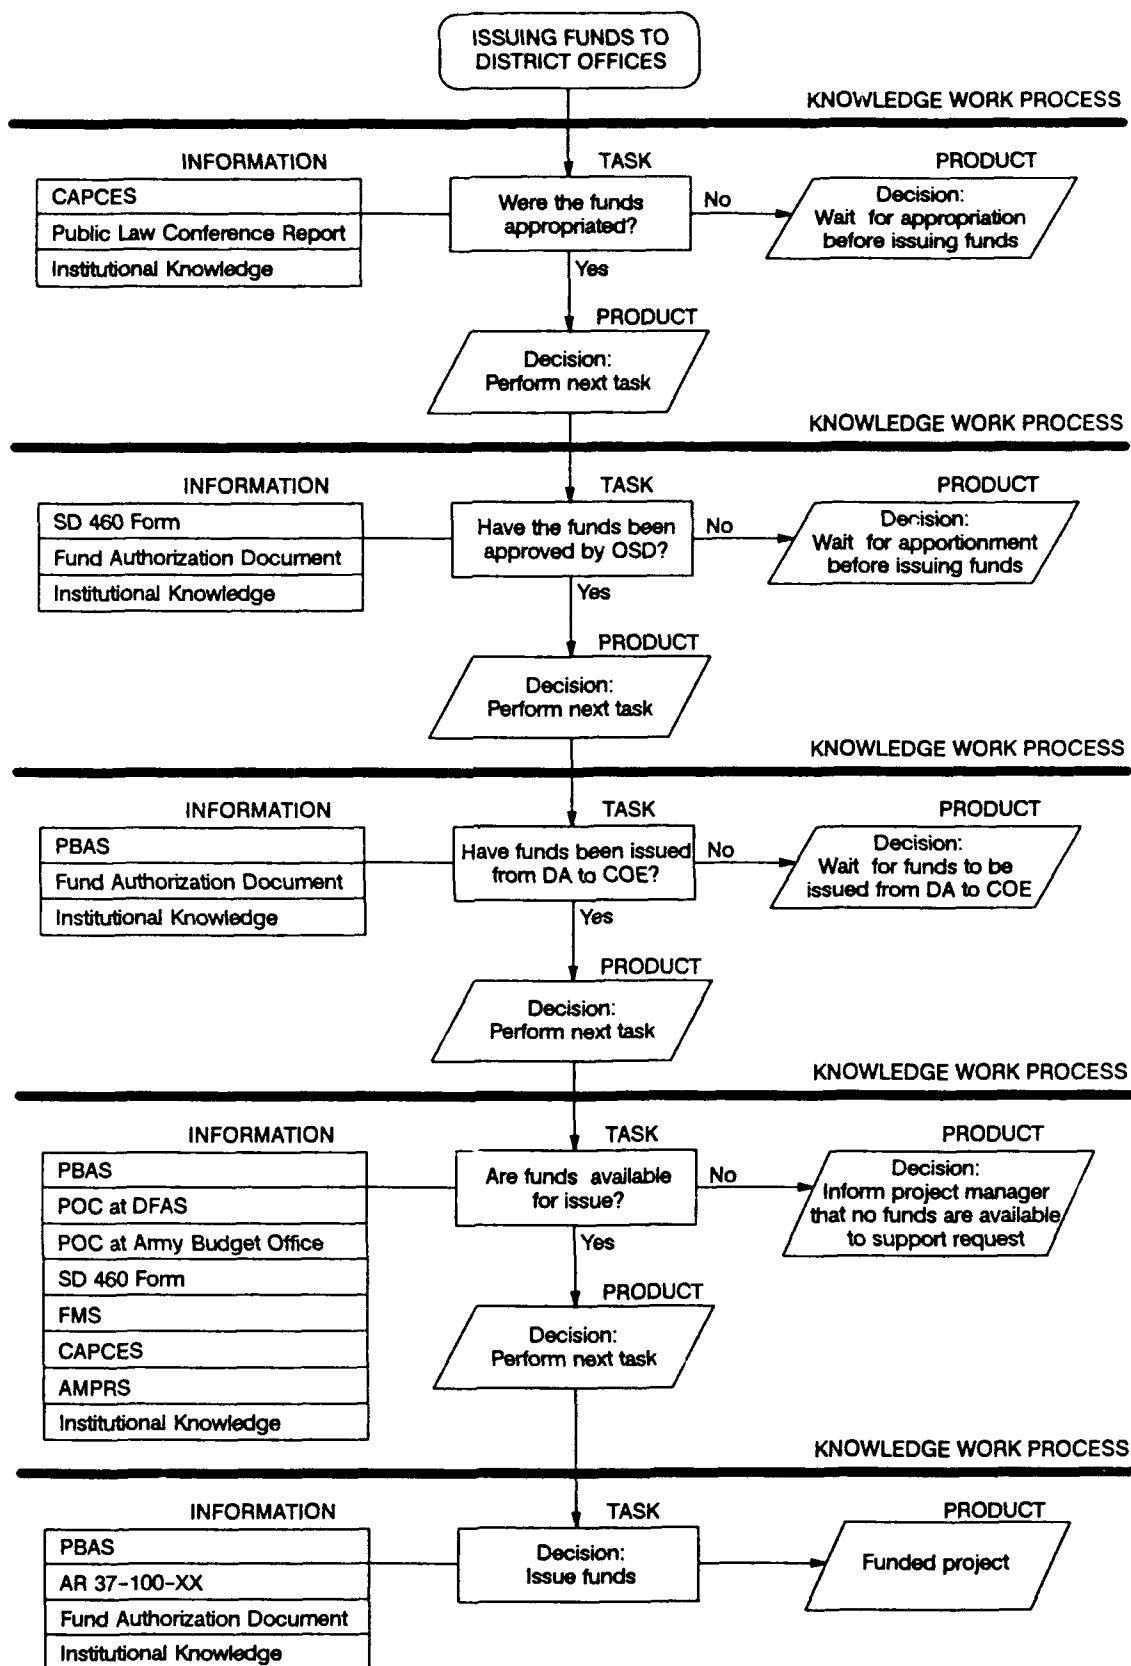 ISSUING FUNDS TO
DISTRICT OFFICES
KNOWLEDGE WORK PROCESS
INFORMATION
TASK
PRODUCT
CAPCES
Public Law Conference Report
Institutional Knowledge
Were the funds
appropriated?
No
Decision:
Wait for appropriation
before issuing funds
Yes
PRODUCT
Decision:
Perform next task
KNOWLEDGE WORK PROCESS
INFORMATION
TASK
PRODUCT
SD 460 Form
Fund Authorization Document
Institutional Knowledge
Have the funds been
approved by OSD?
No
Decision:
Wait for apportionment
before issuing funds
Yes
PRODUCT
Decision:
Perform next task
KNOWLEDGE WORK PROCESS
INFORMATION
TASK
PRODUCT
PBAS
Fund Authorization Document
Institutional Knowledge
Have funds been issued
from DA to COE?
No
Decision:
Wait for funds to be
issued from DA to COE
Yes
PRODUCT
Decision:
Perform next task
KNOWLEDGE WORK PROCESS
INFORMATION
TASK
PRODUCT
PBAS
POC at DFAS
POC at Army Budget Office
SD 460 Form
FMS
CAPCES
AMPRS
Institutional Knowledge
Are funds available
for issue?
No
Decision:
Inform project manager
that no funds are available
to support request
Yes
PRODUCT
Decision:
Perform next task
KNOWLEDGE WORK PROCESS
INFORMATION
TASK
PRODUCT
PBAS
AR 37-100-XX
Fund Authorization Document
Institutional Knowledge
Decision:
Issue funds
Funded project